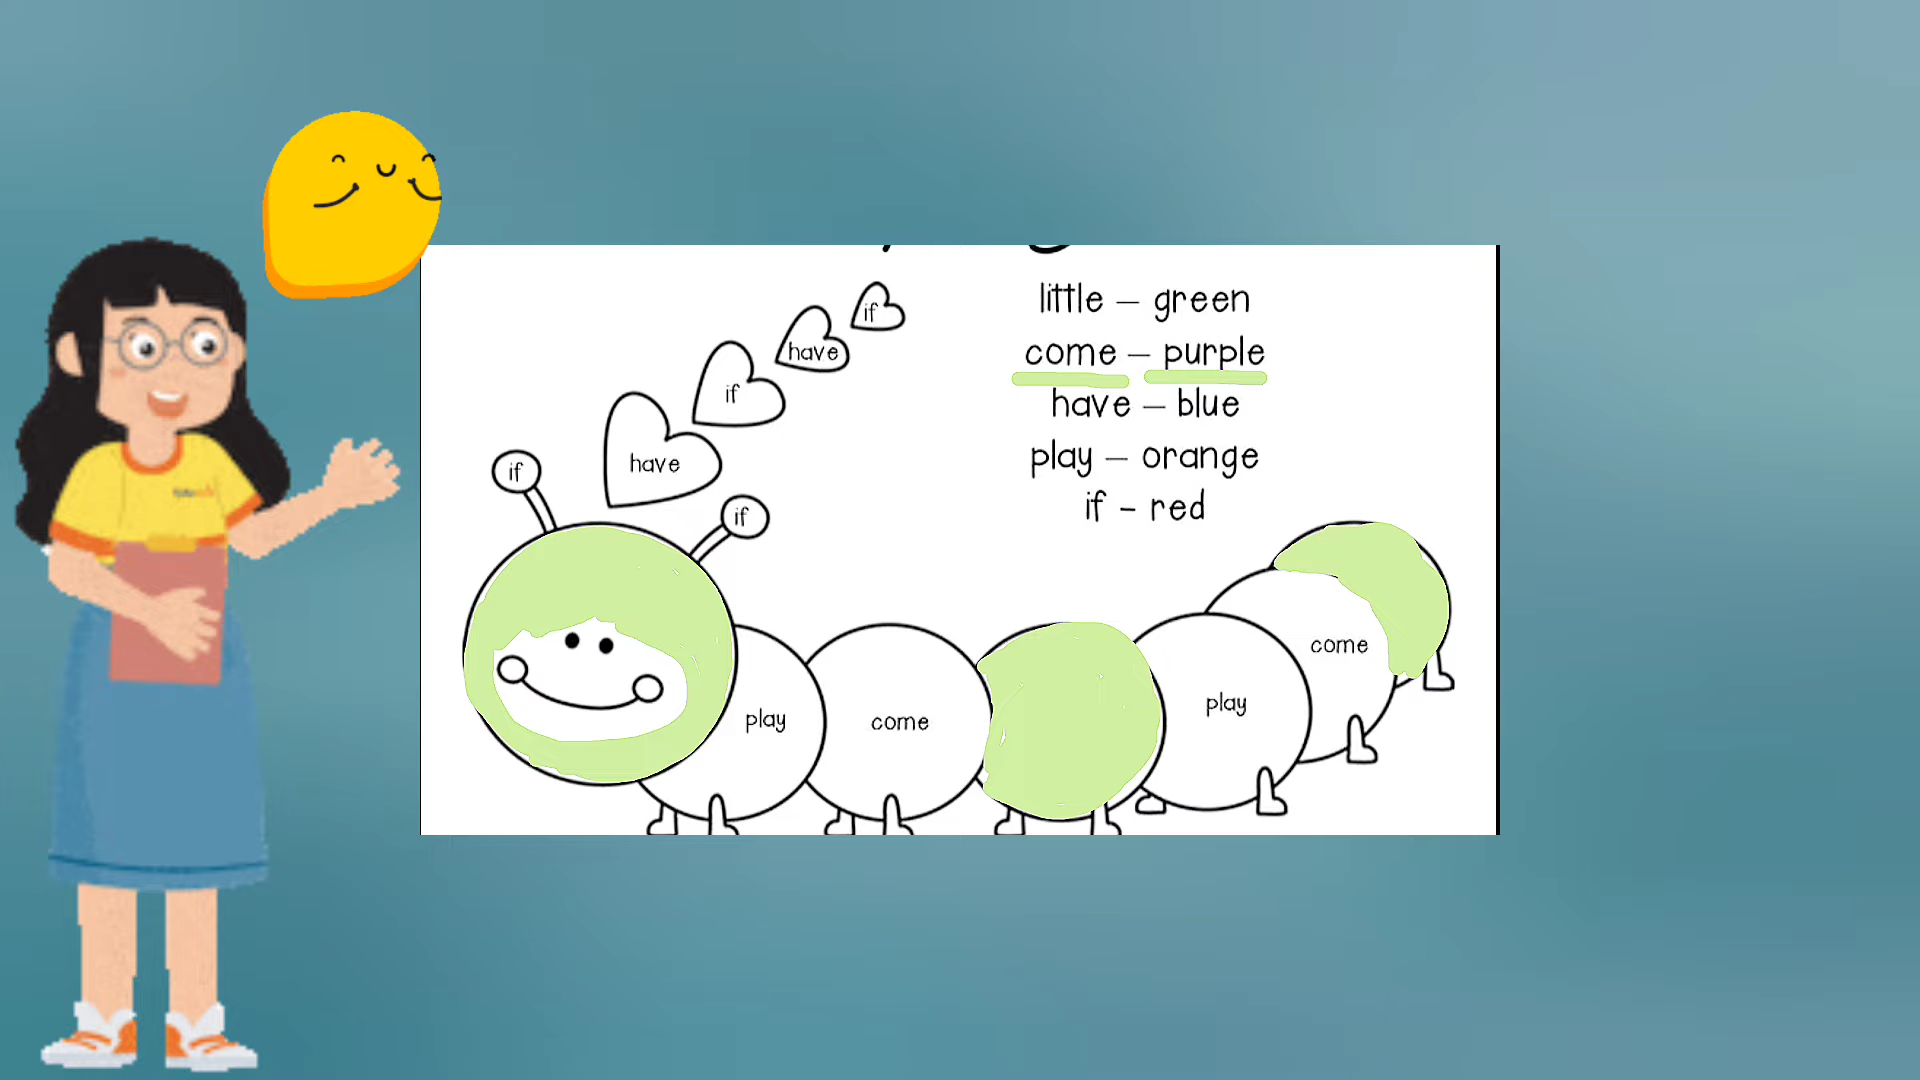 little – green
come – purple
have – blue
play – orange
if - red
if
have
if
have
if
if
play
come
play
come